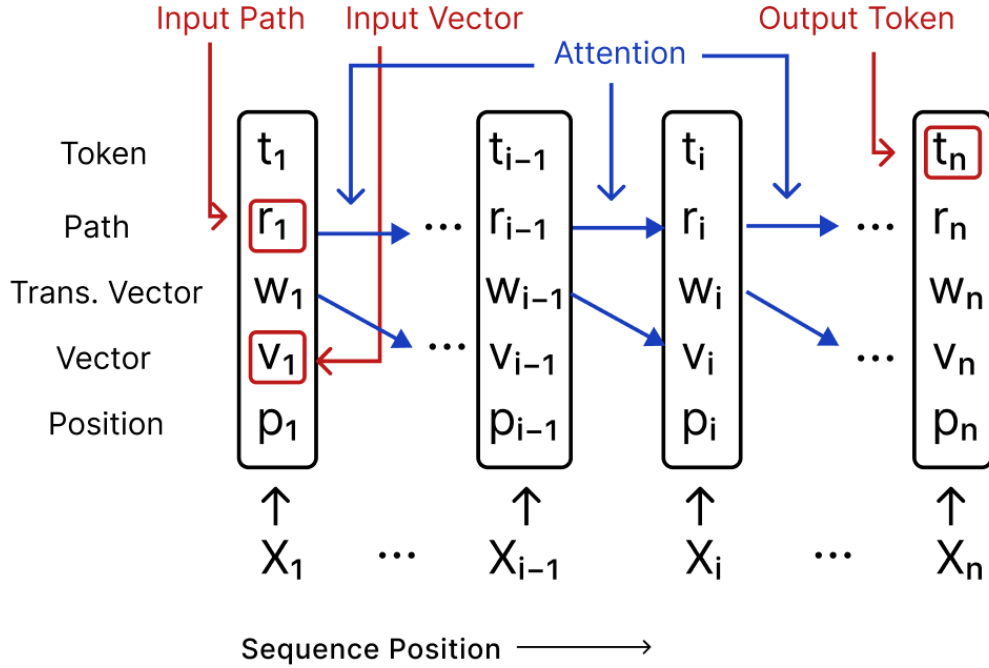 Input Path Input Vector Output Token
Attention
Token t₁ tᵢ₋₁ tᵢ tₙ
Path r₁ ... rᵢ₋₁ rᵢ ... rₙ
Trans. Vector w₁ wᵢ₋₁ wᵢ wₙ
Vector v₁ ... vᵢ₋₁ vᵢ ... vₙ
Position p₁ pᵢ₋₁ pᵢ pₙ
X₁ ... Xᵢ₋₁ Xᵢ ... Xₙ
Sequence Position